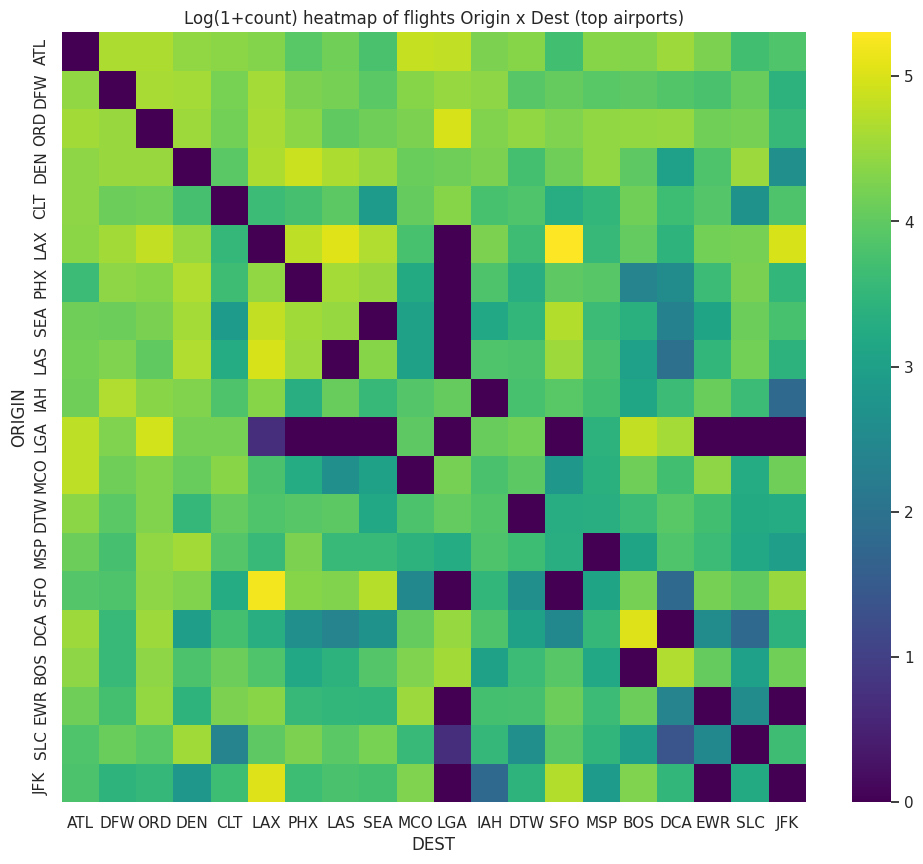 Log(1+count) heatmap of flights Origin x Dest (top airports)
ORIGIN
ATL
DFW
ORD
DEN
CLT
LAX
PHX
SEA
LAS
IAH
LGA
MCO
DTW
MSP
SFO
DCA
BOS
EWR
SLC
JFK
ATL DFW ORD DEN CLT LAX PHX LAS SEA MCO LGA IAH DTW SFO MSP BOS DCA EWR SLC JFK
DEST
5
4
3
2
1
0